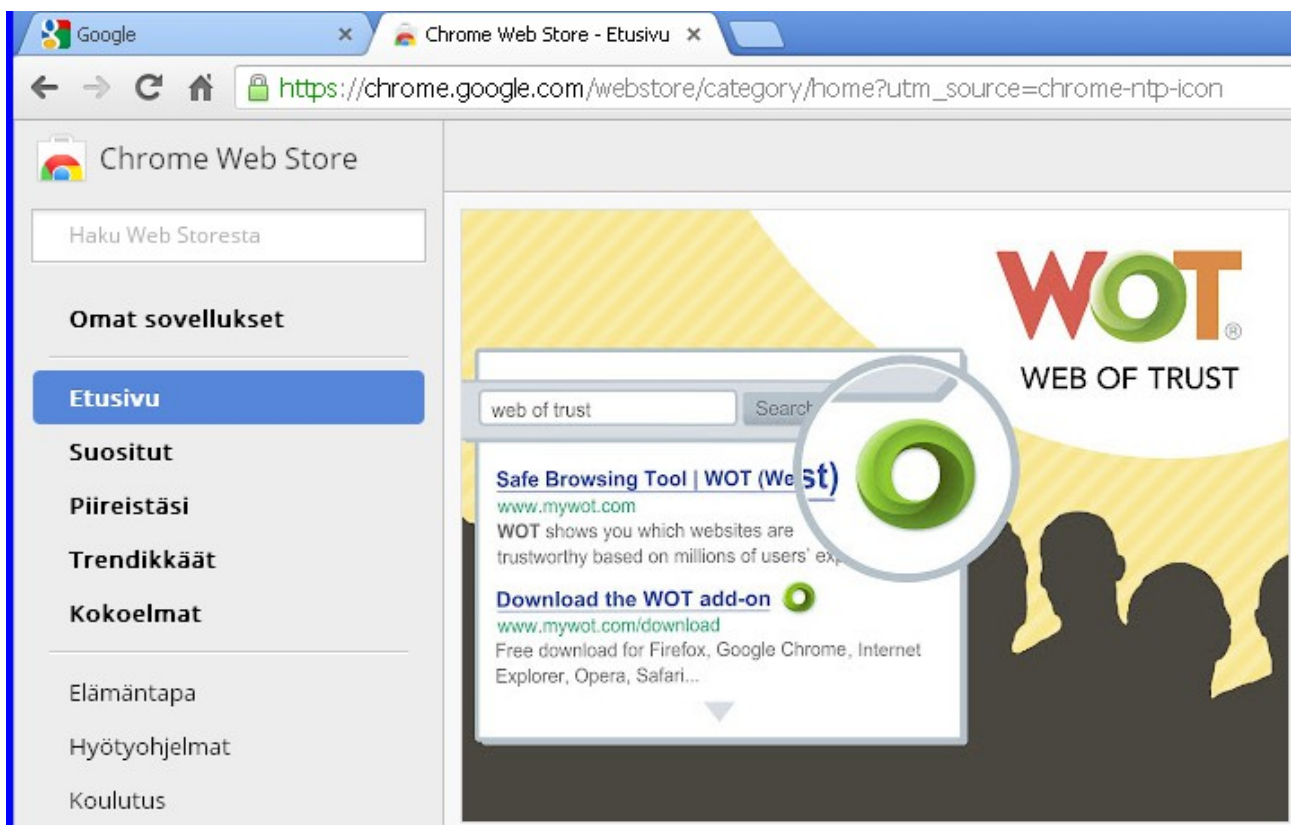 Google
Chrome Web Store - Etusivu
https://chrome.google.com/webstore/category/home?utm_source=chrome-ntp-icon
Chrome Web Store
Haku Web Storesta
Omat sovellukset
Etusivu
Suositut
Piireistäsi
Trendikkäät
Kokoelmat
Elämäntapa
Hyötyohjelmat
Koulutus
WOT®
WEB OF TRUST
web of trust
Search
Safe Browsing Tool | WOT (We st)
www.mywot.com
WOT shows you which websites are
trustworthy based on millions of users'
Download the WOT add-on
www.mywot.com/download
Free download for Firefox, Google Chrome, Internet
Explorer, Opera, Safari...